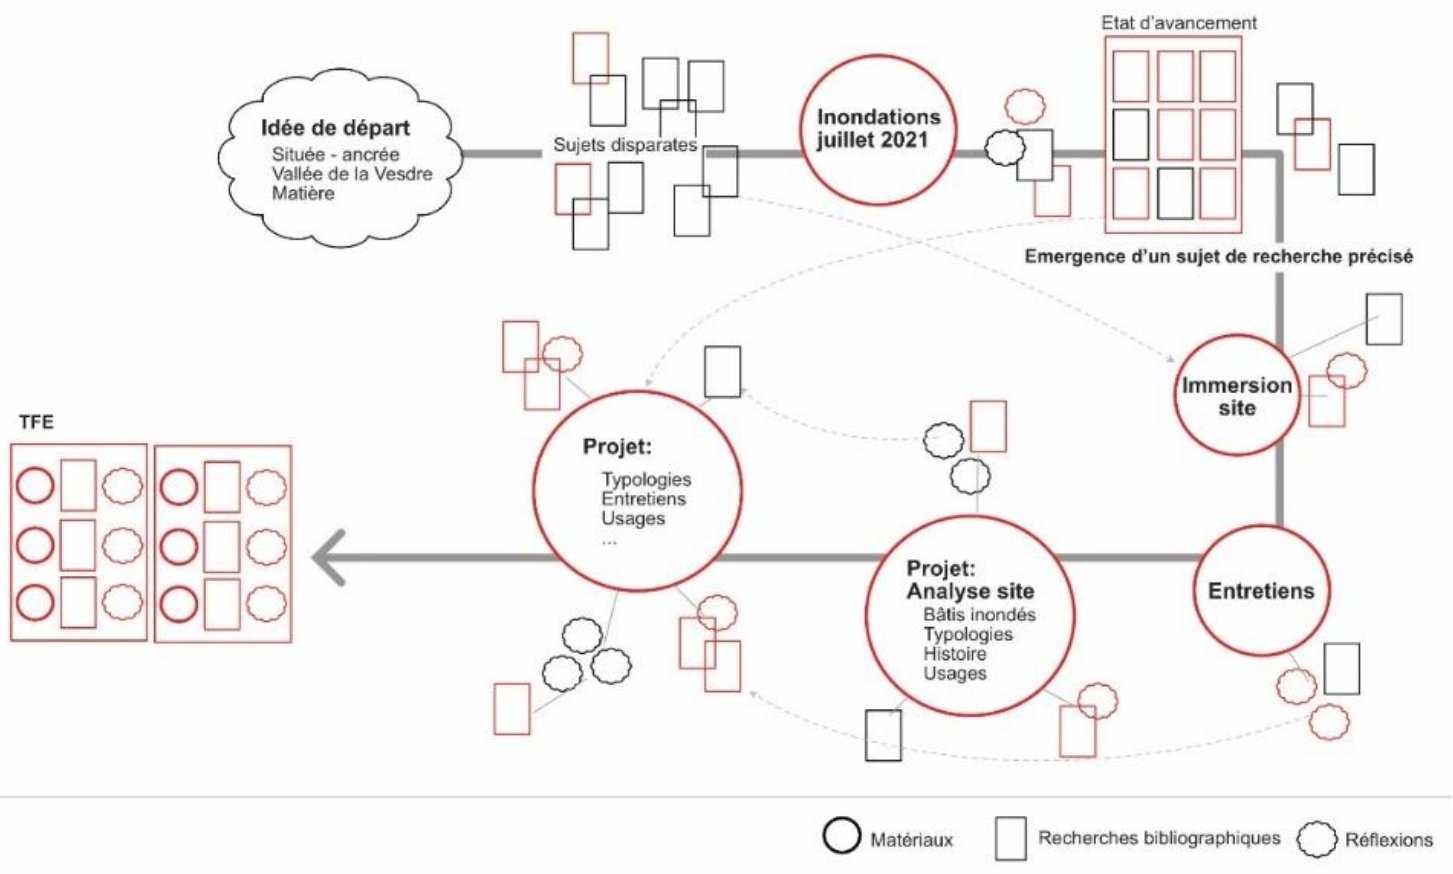 Etat d'avancement
Idée de départ
Située - ancrée
Vallée de la Vesdre
Matière
Sujets disparates
Inondations
juillet 2021
Emergence d'un sujet de recherche précisé
Immersion
site
TFE
Projet:
Typologies
Entretiens
Usages
...
Projet:
Analyse site
Bâtis inondés
Typologies
Histoire
Usages
Entretiens
Matériaux
Recherches bibliographiques
Réflexions